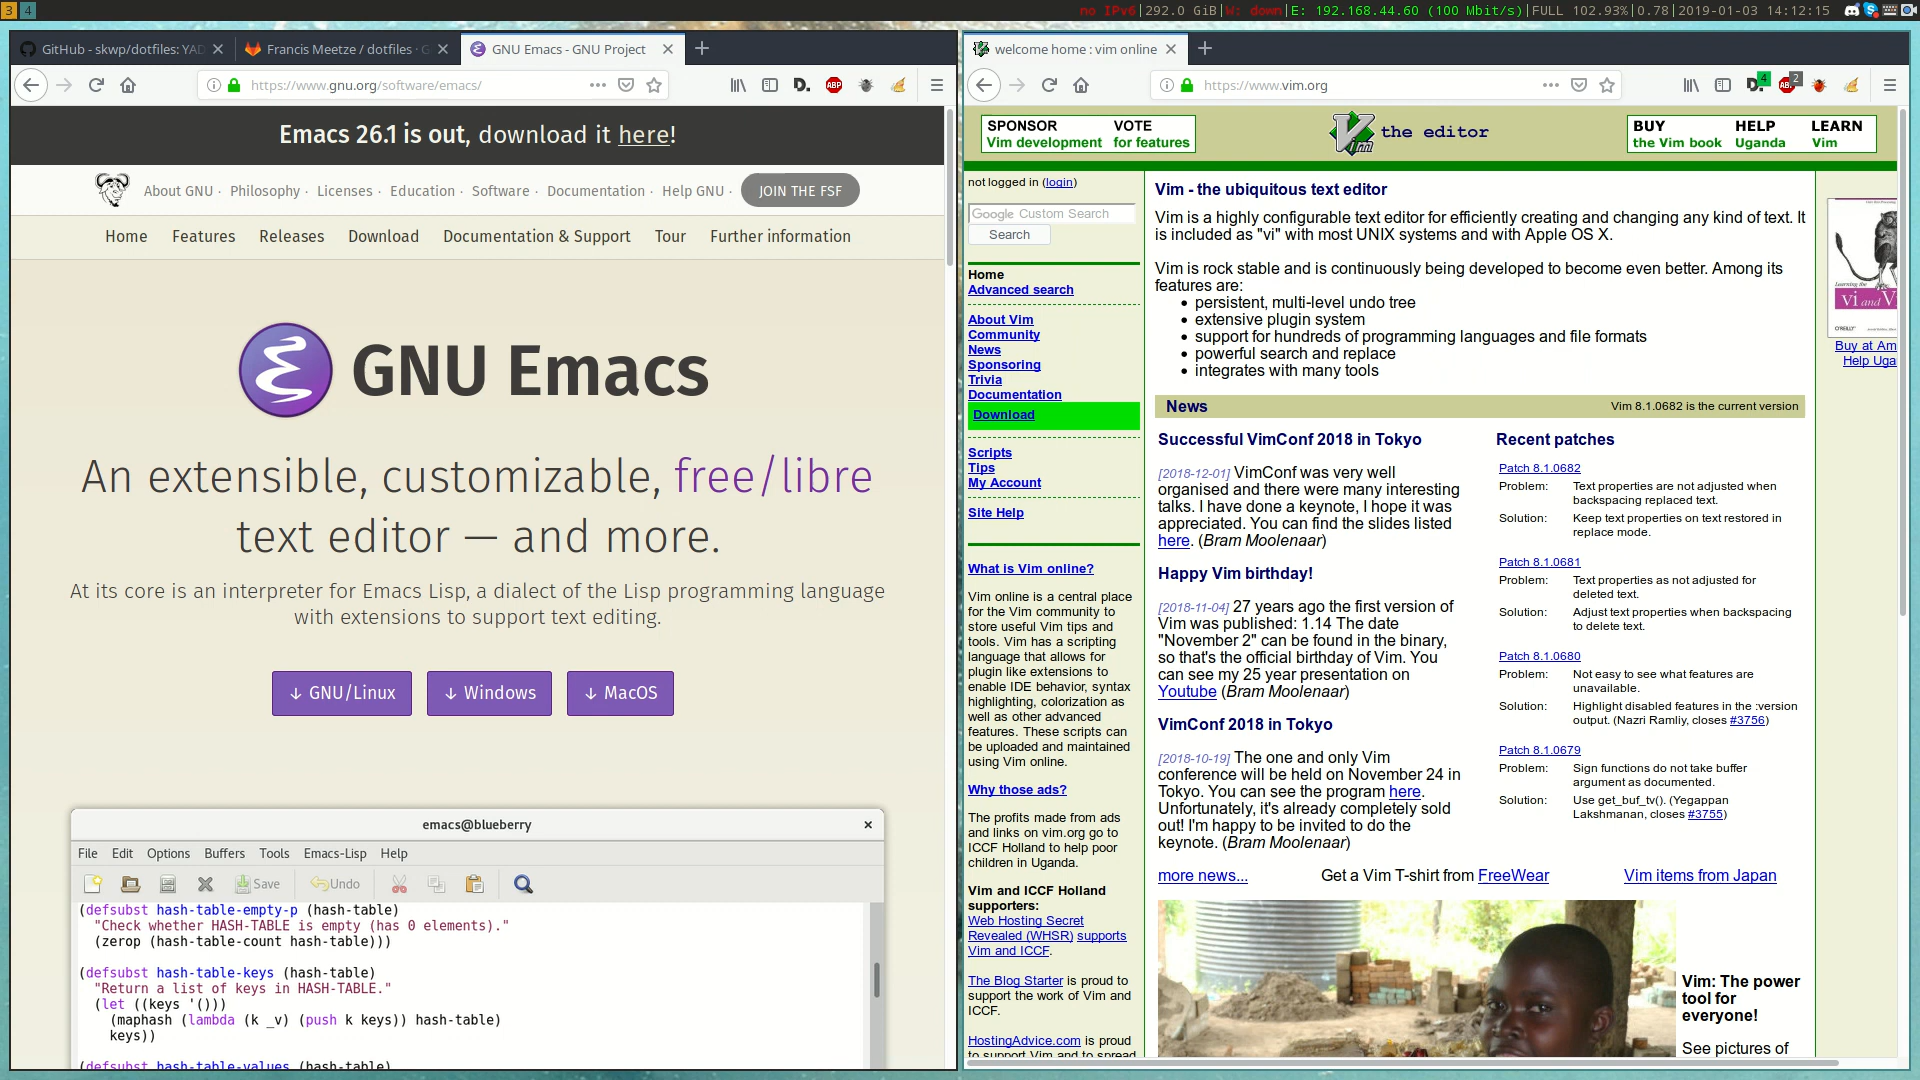 3 4
no IPv6|292.0 GiB|W: down|E: 192.168.44.60 (100 Mbit/s)|FULL 102.93%|0.78|2019-01-03 14:12:15
GitHub - skwp/dotfiles: YAD
Francis Meetze / dotfiles · G
GNU Emacs - GNU Project
https://www.gnu.org/software/emacs/
D.
ABP
Emacs 26.1 is out, download it here!
About GNU · Philosophy · Licenses · Education · Software · Documentation · Help GNU · JOIN THE FSF
Home Features Releases Download Documentation & Support Tour Further information
GNU Emacs
An extensible, customizable, free/libre
text editor — and more.
At its core is an interpreter for Emacs Lisp, a dialect of the Lisp programming language
with extensions to support text editing.
↓ GNU/Linux ↓ Windows ↓ MacOS
emacs@blueberry
File Edit Options Buffers Tools Emacs-Lisp Help
Save Undo
(defsubst hash-table-empty-p (hash-table)
"Check whether HASH-TABLE is empty (has 0 elements)."
(zerop (hash-table-count hash-table)))
(defsubst hash-table-keys (hash-table)
"Return a list of keys in HASH-TABLE."
(let ((keys '()))
(maphash (lambda (k _v) (push k keys)) hash-table)
keys))
(defsubst hash-table-values (hash-table)
welcome home : vim online
https://www.vim.org
D. 4
2
SPONSOR
Vim development
VOTE
for features
Vim the editor
BUY
the Vim book
HELP
Uganda
LEARN
Vim
not logged in (login)
Google Custom Search
Search
Home
Advanced search
About Vim
Community
News
Sponsoring
Trivia
Documentation
Download
Scripts
Tips
My Account
Site Help
What is Vim online?
Vim online is a central place
for the Vim community to
store useful Vim tips and
tools. Vim has a scripting
language that allows for
plugin like extensions to
enable IDE behavior, syntax
highlighting, colorization as
well as other advanced
features. These scripts can
be uploaded and maintained
using Vim online.
Why those ads?
The profits made from ads
and links on vim.org go to
ICCF Holland to help poor
children in Uganda.
Vim and ICCF Holland
supporters:
Web Hosting Secret
Revealed (WHSR) supports
Vim and ICCF.
The Blog Starter is proud to
support the work of Vim and
ICCF.
HostingAdvice.com is proud
to support Vim and to spread
Vim - the ubiquitous text editor
Vim is a highly configurable text editor for efficiently creating and changing any kind of text. It
is included as "vi" with most UNIX systems and with Apple OS X.
Vim is rock stable and is continuously being developed to become even better. Among its
features are:
• persistent, multi-level undo tree
• extensive plugin system
• support for hundreds of programming languages and file formats
• powerful search and replace
• integrates with many tools
News
Vim 8.1.0682 is the current version
Successful VimConf 2018 in Tokyo
[2018-12-01] VimConf was very well
organised and there were many interesting
talks. I have done a keynote, I hope it was
appreciated. You can find the slides listed
here. (Bram Moolenaar)
Happy Vim birthday!
[2018-11-04] 27 years ago the first version of
Vim was published: 1.14 The date
"November 2" can be found in the binary,
so that's the official birthday of Vim. You
can see my 25 year presentation on
Youtube (Bram Moolenaar)
VimConf 2018 in Tokyo
[2018-10-19] The one and only Vim
conference will be held on November 24 in
Tokyo. You can see the program here.
Unfortunately, it's already completely sold
out! I'm happy to be invited to do the
keynote. (Bram Moolenaar)
Recent patches
Patch 8.1.0682
Problem: Text properties are not adjusted when
backspacing replaced text.
Solution: Keep text properties on text restored in
replace mode.
Patch 8.1.0681
Problem: Text properties as not adjusted for
deleted text.
Solution: Adjust text properties when backspacing
to delete text.
Patch 8.1.0680
Problem: Not easy to see what features are
unavailable.
Solution: Highlight disabled features in the :version
output. (Nazri Ramliy, closes #3756)
Patch 8.1.0679
Problem: Sign functions do not take buffer
argument as documented.
Solution: Use get_buf_tv(). (Yegappan
Lakshmanan, closes #3755)
more news... Get a Vim T-shirt from FreeWear Vim items from Japan
Vim: The power
tool for
everyone!
See pictures of
Learning the
vi and V
O'REILLY
Buy at Am
Help Uga